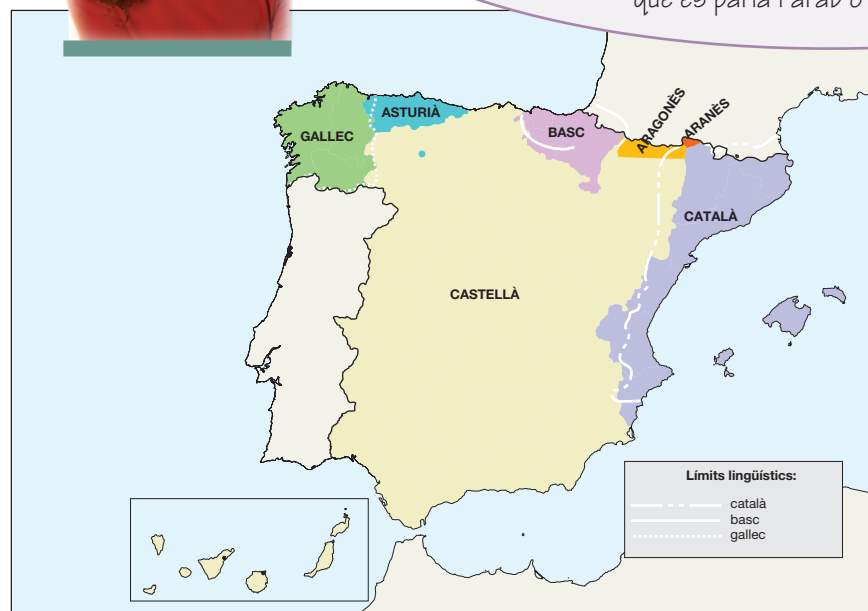 que es parla l'àrab o
GALLEC
ASTURIÀ
BASC
ARAGONÈS
ARANÈS
CATALÀ
CASTELLÀ
Límits lingüístics:
català
basc
gallec